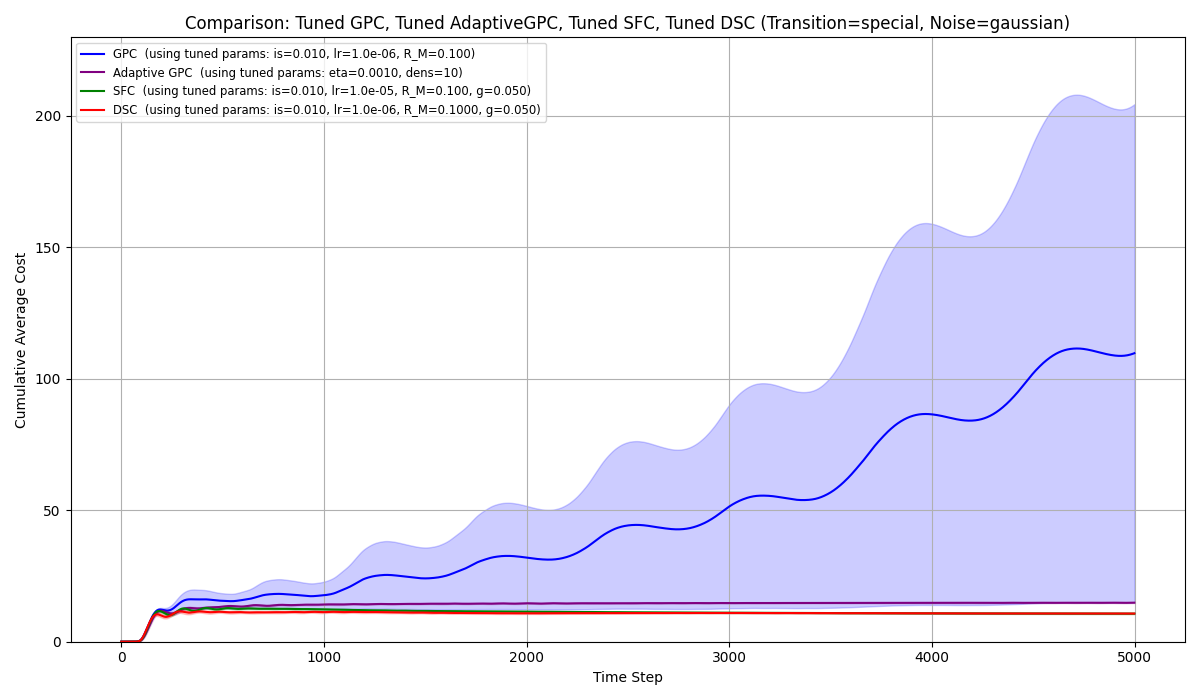 Comparison: Tuned GPC, Tuned AdaptiveGPC, Tuned SFC, Tuned DSC (Transition=special, Noise=gaussian)
GPC (using tuned params: is=0.010, lr=1.0e-06, R_M=0.100)
Adaptive GPC (using tuned params: eta=0.0010, dens=10)
SFC (using tuned params: is=0.010, lr=1.0e-05, R_M=0.100, g=0.050)
DSC (using tuned params: is=0.010, lr=1.0e-06, R_M=0.1000, g=0.050)
Cumulative Average Cost
200
150
100
50
0
0 1000 2000 3000 4000 5000
Time Step